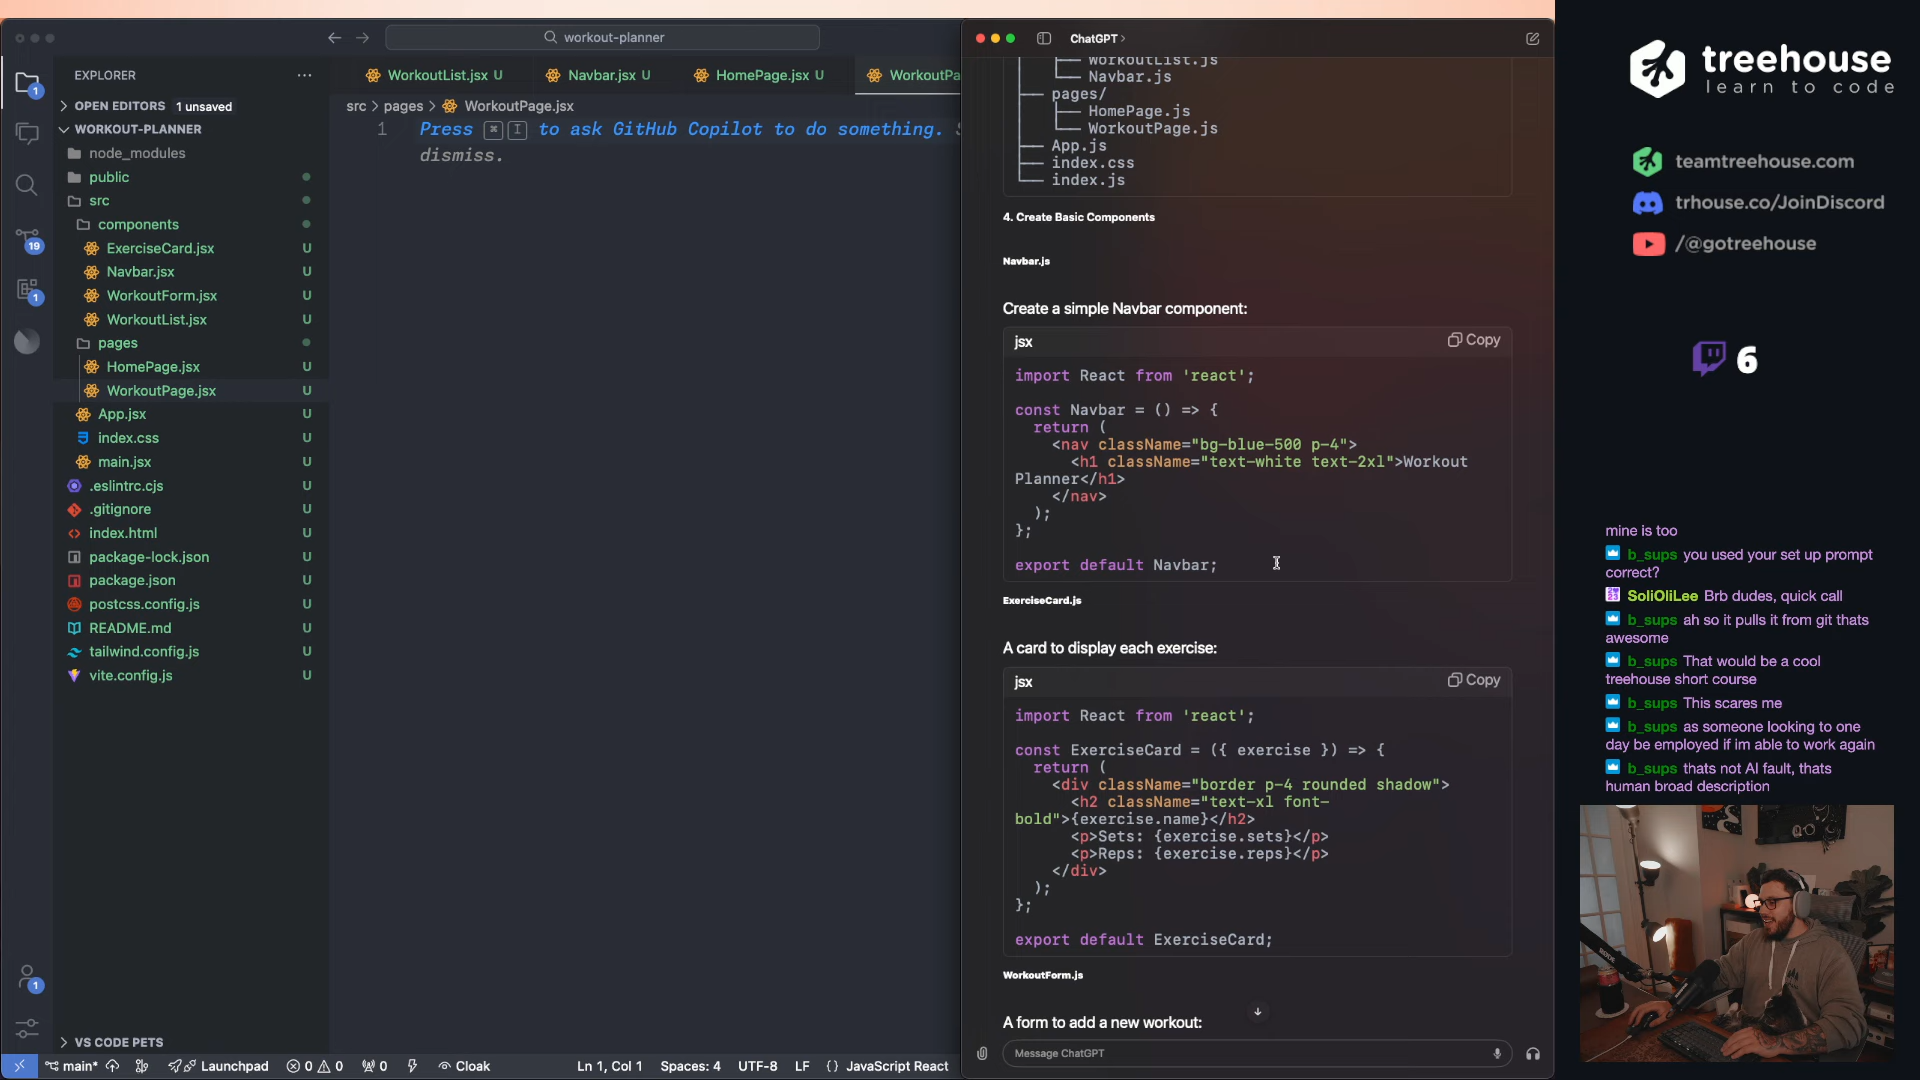 workout-planner
EXPLORER
OPEN EDITORS 1 unsaved
WORKOUT-PLANNER
node_modules
public
src
components
ExerciseCard.jsx U
Navbar.jsx U
WorkoutForm.jsx U
WorkoutList.jsx U
pages
HomePage.jsx U
WorkoutPage.jsx U
App.jsx U
index.css U
main.jsx U
.eslintrc.cjs U
.gitignore U
index.html U
package-lock.json U
package.json U
postcss.config.js U
README.md U
tailwind.config.js U
vite.config.js U
VS CODE PETS
1
19
1
1
main* Launchpad 0 0 0 Cloak Ln 1, Col 1 Spaces: 4 UTF-8 LF {} JavaScript React
WorkoutList.jsx U Navbar.jsx U HomePage.jsx U WorkoutPa
src > pages > WorkoutPage.jsx
1 Press ⌘ I to ask GitHub Copilot to do something.
dismiss.
ChatGPT >
WorkoutList.js
Navbar.js
pages/
HomePage.js
WorkoutPage.js
App.js
index.css
index.js
4. Create Basic Components
Navbar.js
Create a simple Navbar component:
jsx Copy
import React from 'react';
const Navbar = () => {
return (
<nav className="bg-blue-500 p-4">
<h1 className="text-white text-2xl">Workout
Planner</h1>
</nav>
);
};
export default Navbar;
ExerciseCard.js
A card to display each exercise:
jsx Copy
import React from 'react';
const ExerciseCard = ({ exercise }) => {
return (
<div className="border p-4 rounded shadow">
<h2 className="text-xl font-
bold">{exercise.name}</h2>
<p>Sets: {exercise.sets}</p>
<p>Reps: {exercise.reps}</p>
</div>
);
};
export default ExerciseCard;
WorkoutForm.js
A form to add a new workout:
Message ChatGPT
treehouse
learn to code
teamtreehouse.com
trhouse.co/JoinDiscord
/@gotreehouse
6
mine is too
b_sups you used your set up prompt
correct?
SoliOliLee Brb dudes, quick call
b_sups ah so it pulls it from git thats
awesome
b_sups That would be a cool
treehouse short course
b_sups This scares me
b_sups as someone looking to one
day be employed if im able to work again
b_sups thats not AI fault, thats
human broad description